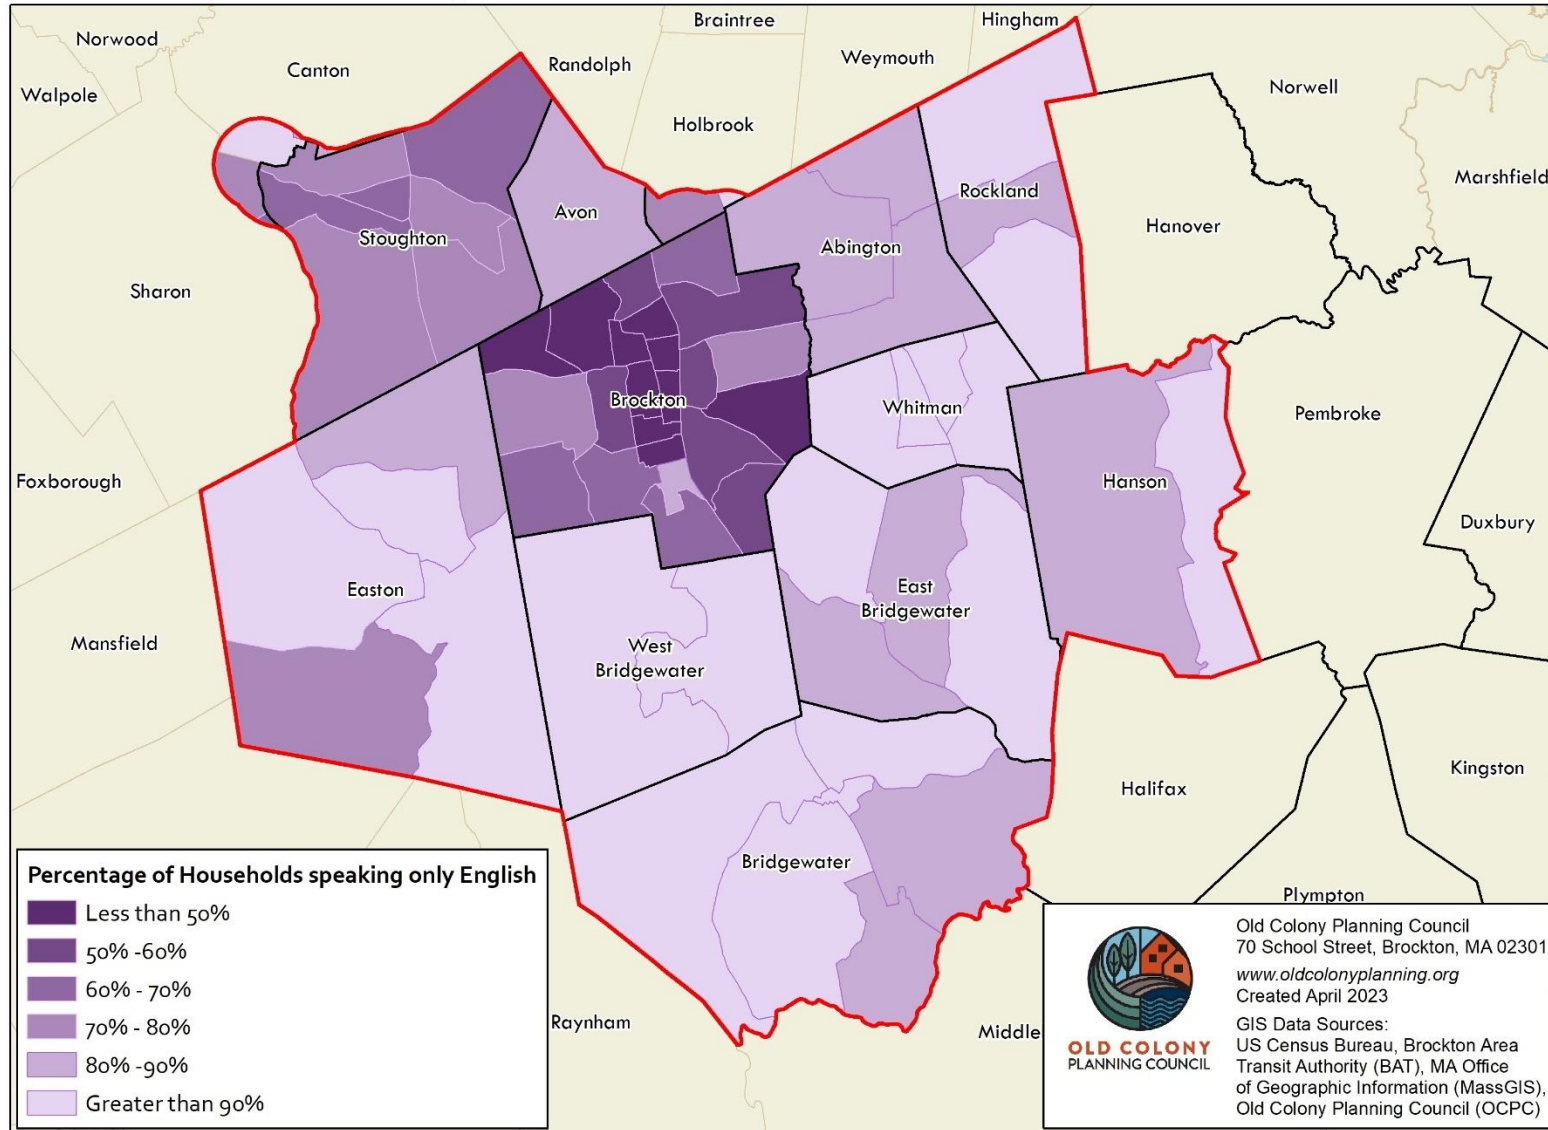 Braintree
Hingham
Norwood
Canton
Randolph
Weymouth
Walpole
Norwell
Holbrook
Marshfield
Rockland
Avon
Hanover
Stoughton
Abington
Sharon
Brockton
Whitman
Pembroke
Foxborough
Hanson
Duxbury
Easton
East
Bridgewater
Mansfield
West
Bridgewater
Kingston
Halifax
Bridgewater
Plympton
Raynham
Middle
Percentage of Households speaking only English
Less than 50%
50% -60%
60% - 70%
70% - 80%
80% -90%
Greater than 90%
OLD COLONY
PLANNING COUNCIL
Old Colony Planning Council
70 School Street, Brockton, MA 02301
www.oldcolonyplanning.org
Created April 2023
GIS Data Sources:
US Census Bureau, Brockton Area
Transit Authority (BAT), MA Office
of Geographic Information (MassGIS),
Old Colony Planning Council (OCPC)